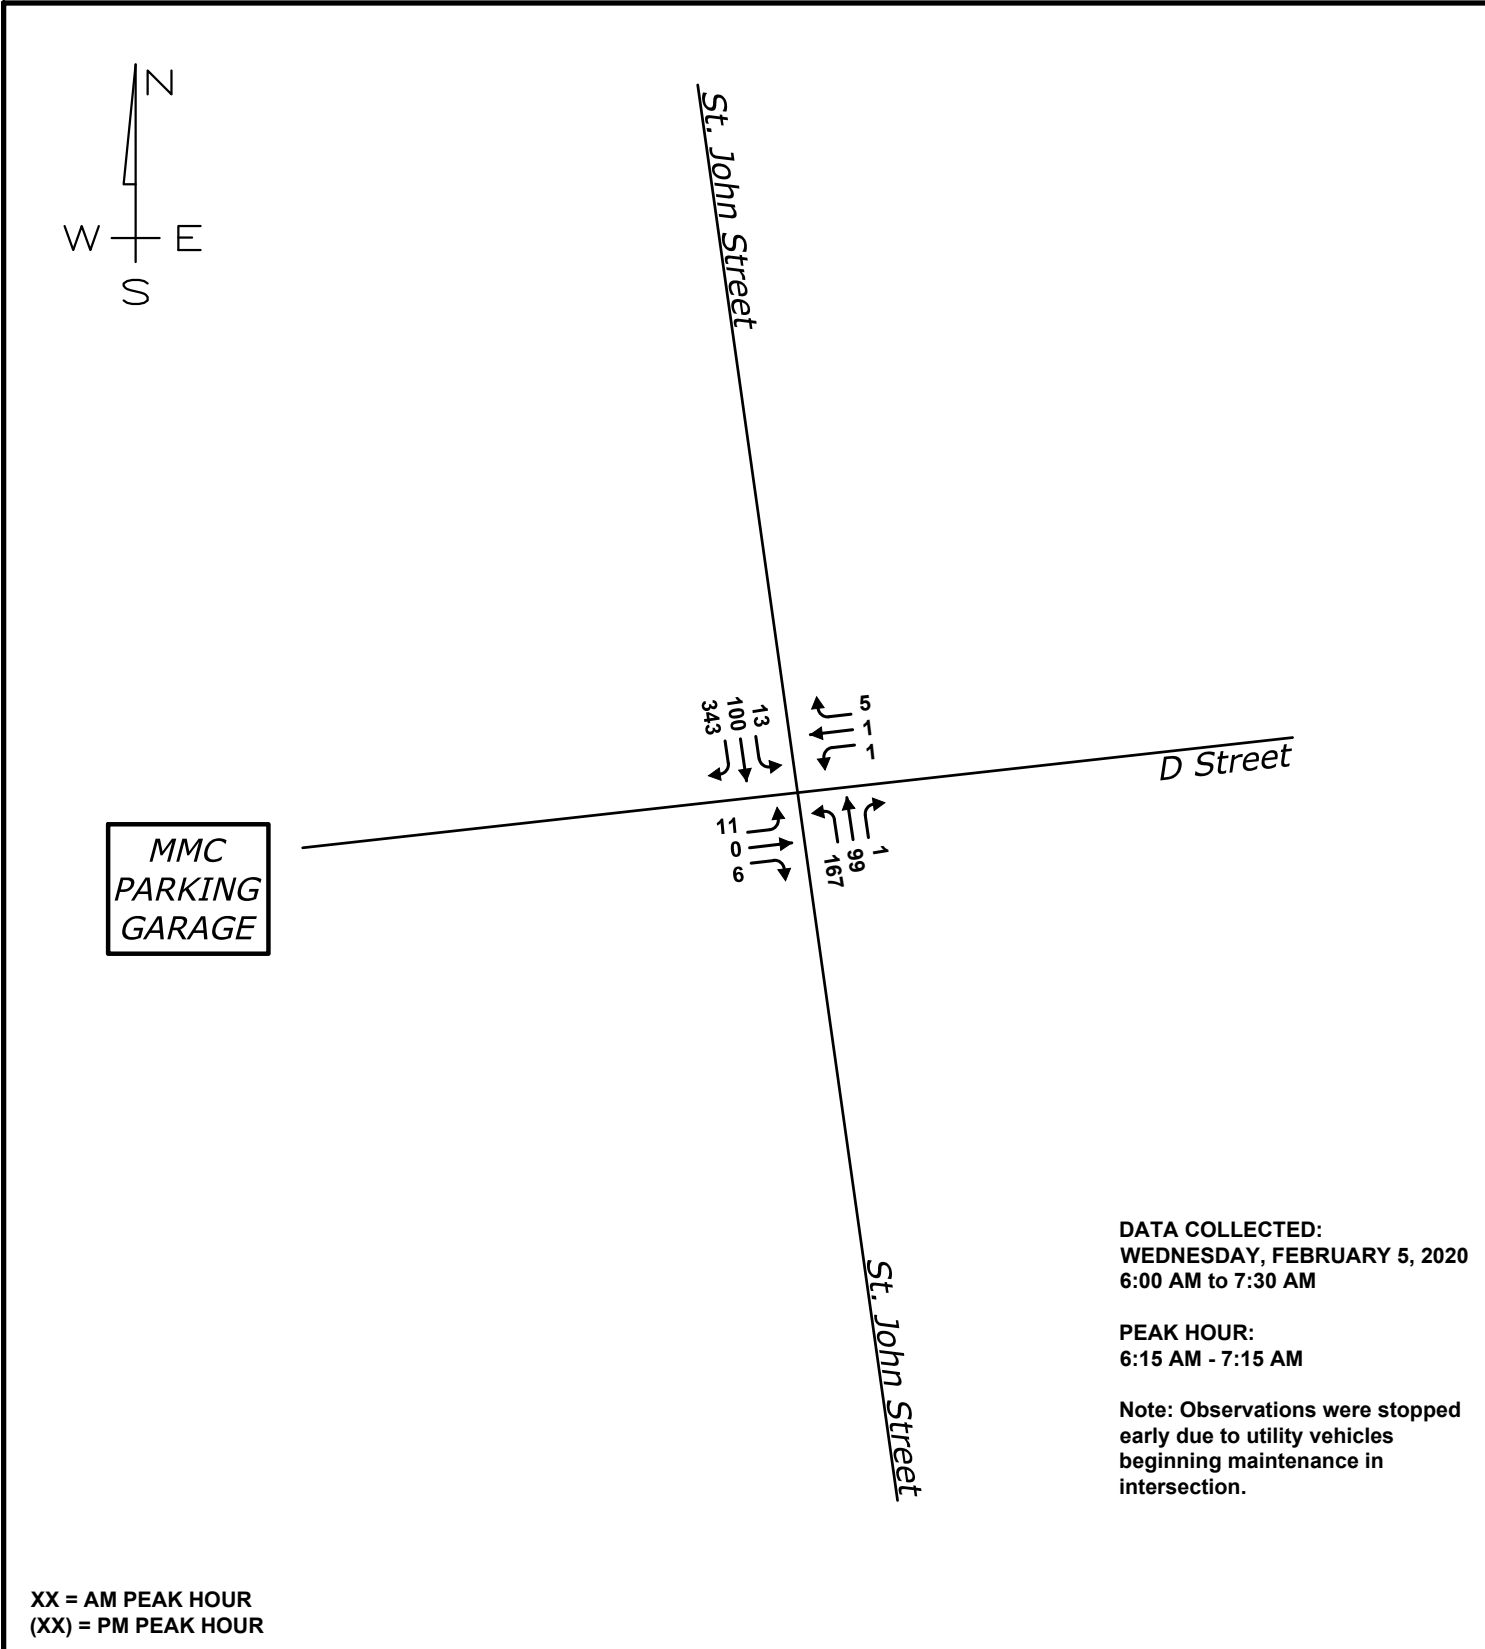 N
W E
S
St. John Street
343
100
13
5
1
1
D Street
MMC
PARKING
GARAGE
11
0
6
167
99
1
St. John Street
DATA COLLECTED:
WEDNESDAY, FEBRUARY 5, 2020
6:00 AM to 7:30 AM
PEAK HOUR:
6:15 AM - 7:15 AM
Note: Observations were stopped
early due to utility vehicles
beginning maintenance in
intersection.
XX = AM PEAK HOUR
(XX) = PM PEAK HOUR